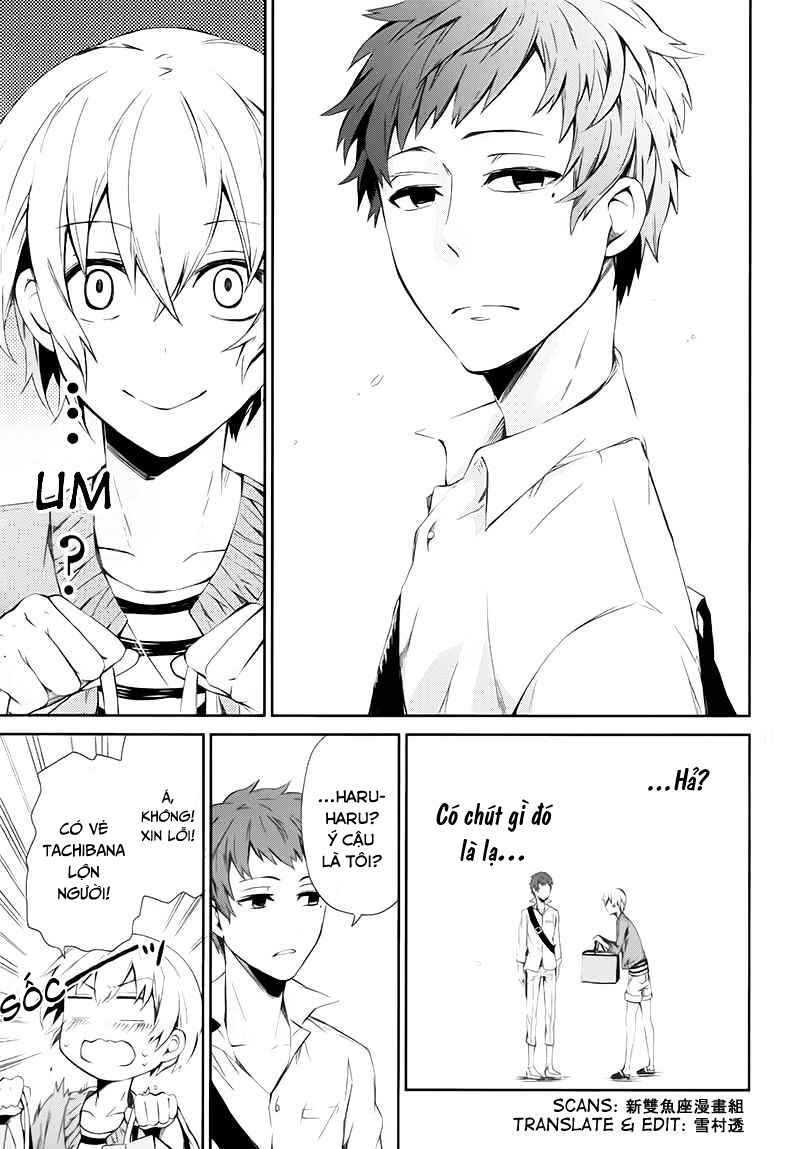 ...
UM
?
...Hả?
Có chút gì đó
là lạ...
...HARU-
HARU?
Ý CẬU
LÀ TÔI?
Á,
KHÔNG!
XIN LỖI!
CÓ VẺ
TACHIBANA
LỘN
NGƯỜI!
SỐC
SCANS: 新雙魚座漫畫組
TRANSLATE & EDIT: 雪村透